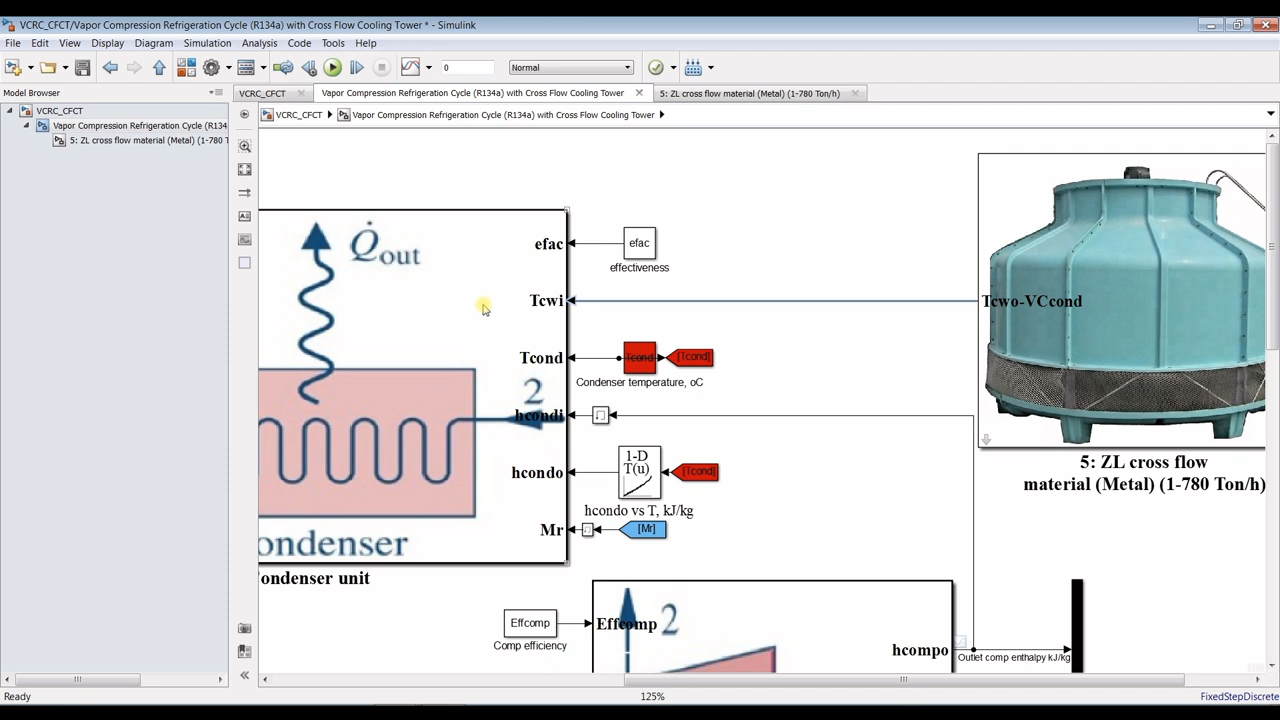 VCRC_CFCT/Vapor Compression Refrigeration Cycle (R134a) with Cross Flow Cooling Tower * - Simulink
File Edit View Display Diagram Simulation Analysis Code Tools Help
0 Normal
Model Browser
VCRC_CFCT
Vapor Compression Refrigeration Cycle (R134a) with Cross Flow Cooling Tower
5: ZL cross flow material (Metal) (1-780 Ton/h)
VCRC_CFCT
Vapor Compression Refrigeration Cycle (R134
5: ZL cross flow material (Metal) (1-780 T
VCRC_CFCT
Vapor Compression Refrigeration Cycle (R134a) with Cross Flow Cooling Tower
Q̇out
efac
efac
effectiveness
Tcwi
Tcwo-VCcond
Tcond
Tcond
[Tcond]
Condenser temperature, oC
2
hcondi
hcondo
1-D
T(u)
[Tcond]
hcondo vs T, kJ/kg
Mr
[Mr]
ondenser
ondenser unit
5: ZL cross flow
material (Metal) (1-780 Ton/h)
Effcomp
Comp efficiency
Effcomp
2
hcompo
Outlet comp enthalpy kJ/kg
Ready
125%
FixedStepDiscrete